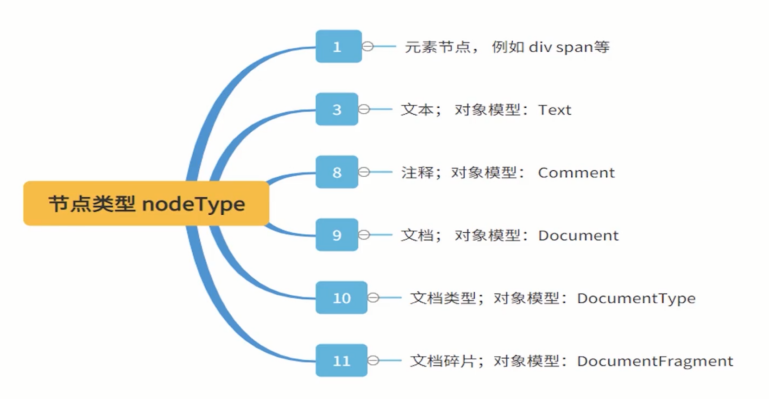 节点类型 nodeType
1
元素节点， 例如 div span等
3
文本； 对象模型：Text
8
注释；对象模型： Comment
9
文档； 对象模型：Document
10
文档类型；对象模型：DocumentType
11
文档碎片；对象模型：DocumentFragment